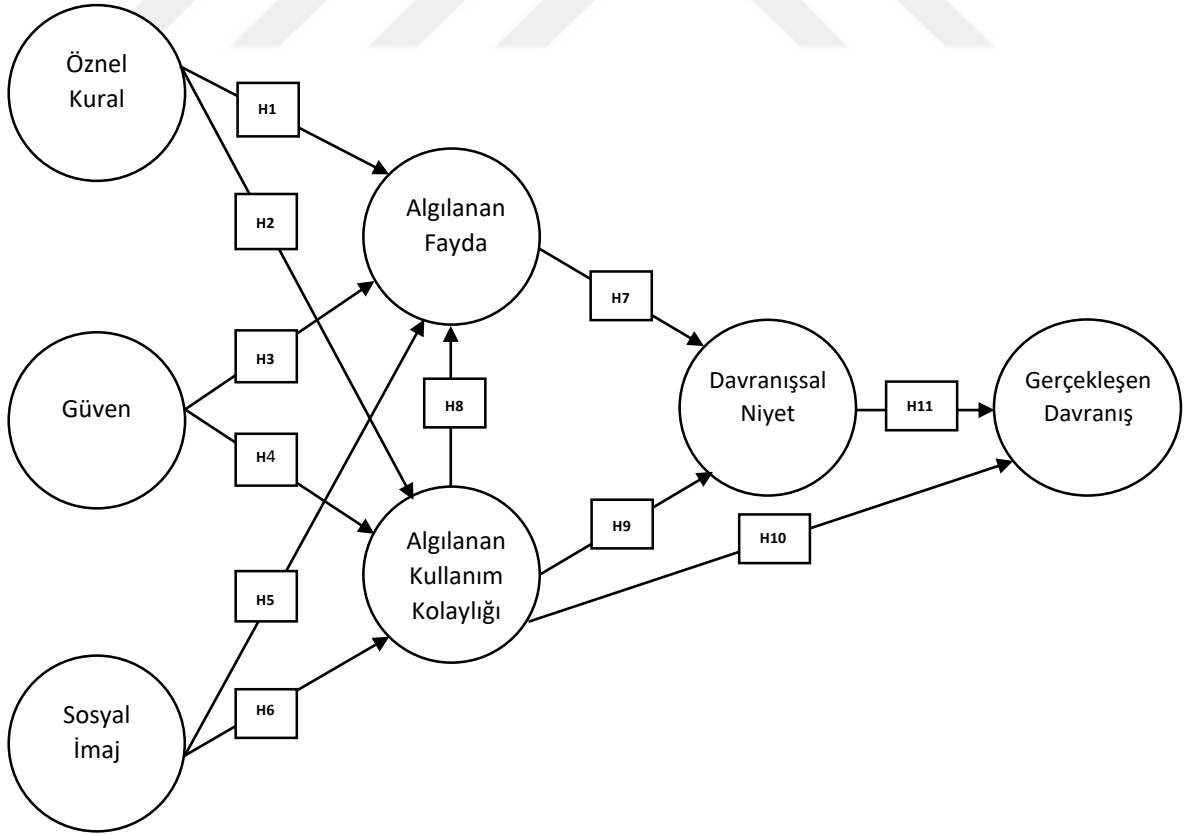 Öznel
Kural
H1
H2
Algılanan
Fayda
H7
Güven
H3
H4
H8
Davranışsal
Niyet
H11
Gerçekleşen
Davranış
H5
Algılanan
Kullanım
Kolaylığı
H9
H10
Sosyal
İmaj
H6